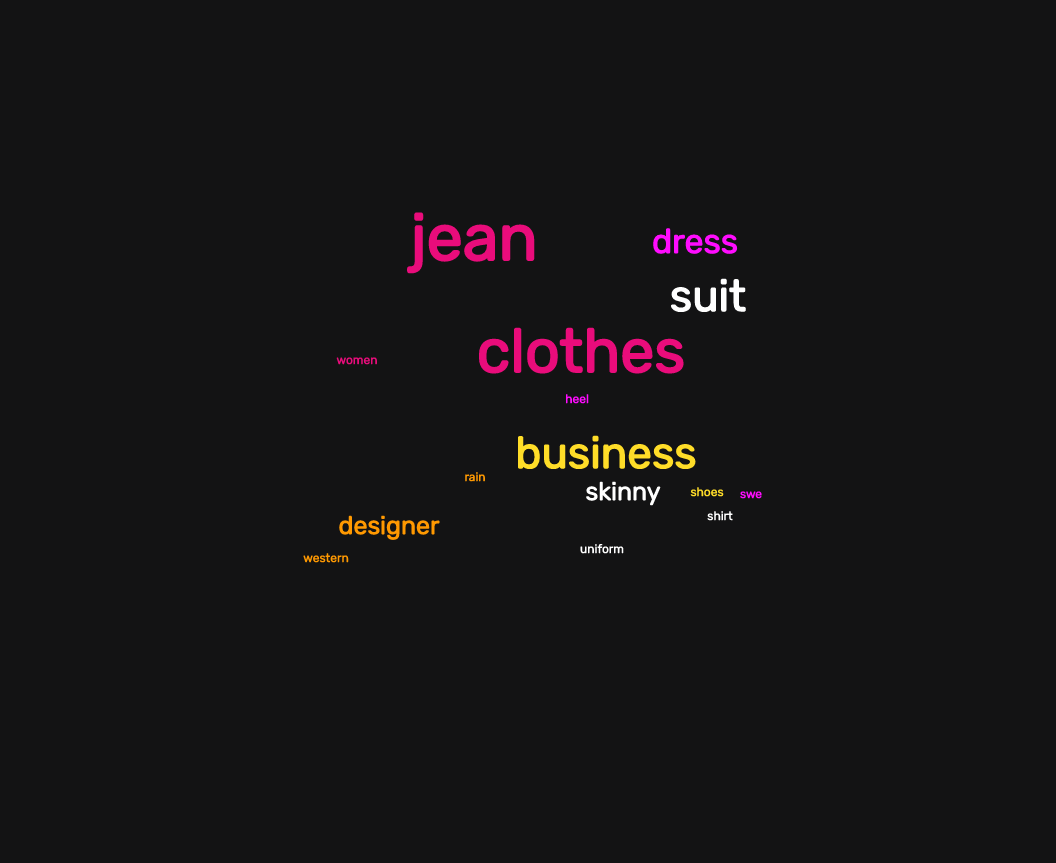 jean
dress
suit
clothes
women
heel
business
rain
skinny
shoes
swe
shirt
designer
uniform
western